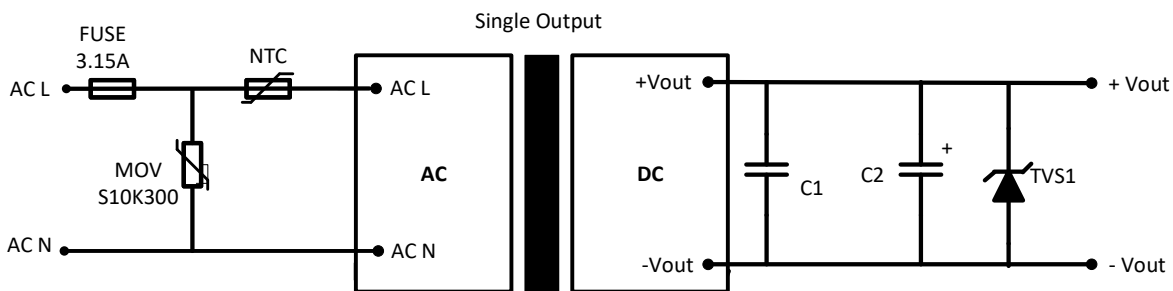 Single Output
FUSE
3.15A
NTC
AC L
AC L
+Vout
+ Vout
MOV
S10K300
AC
DC
C1
C2
+
TVS1
AC N
AC N
-Vout
- Vout